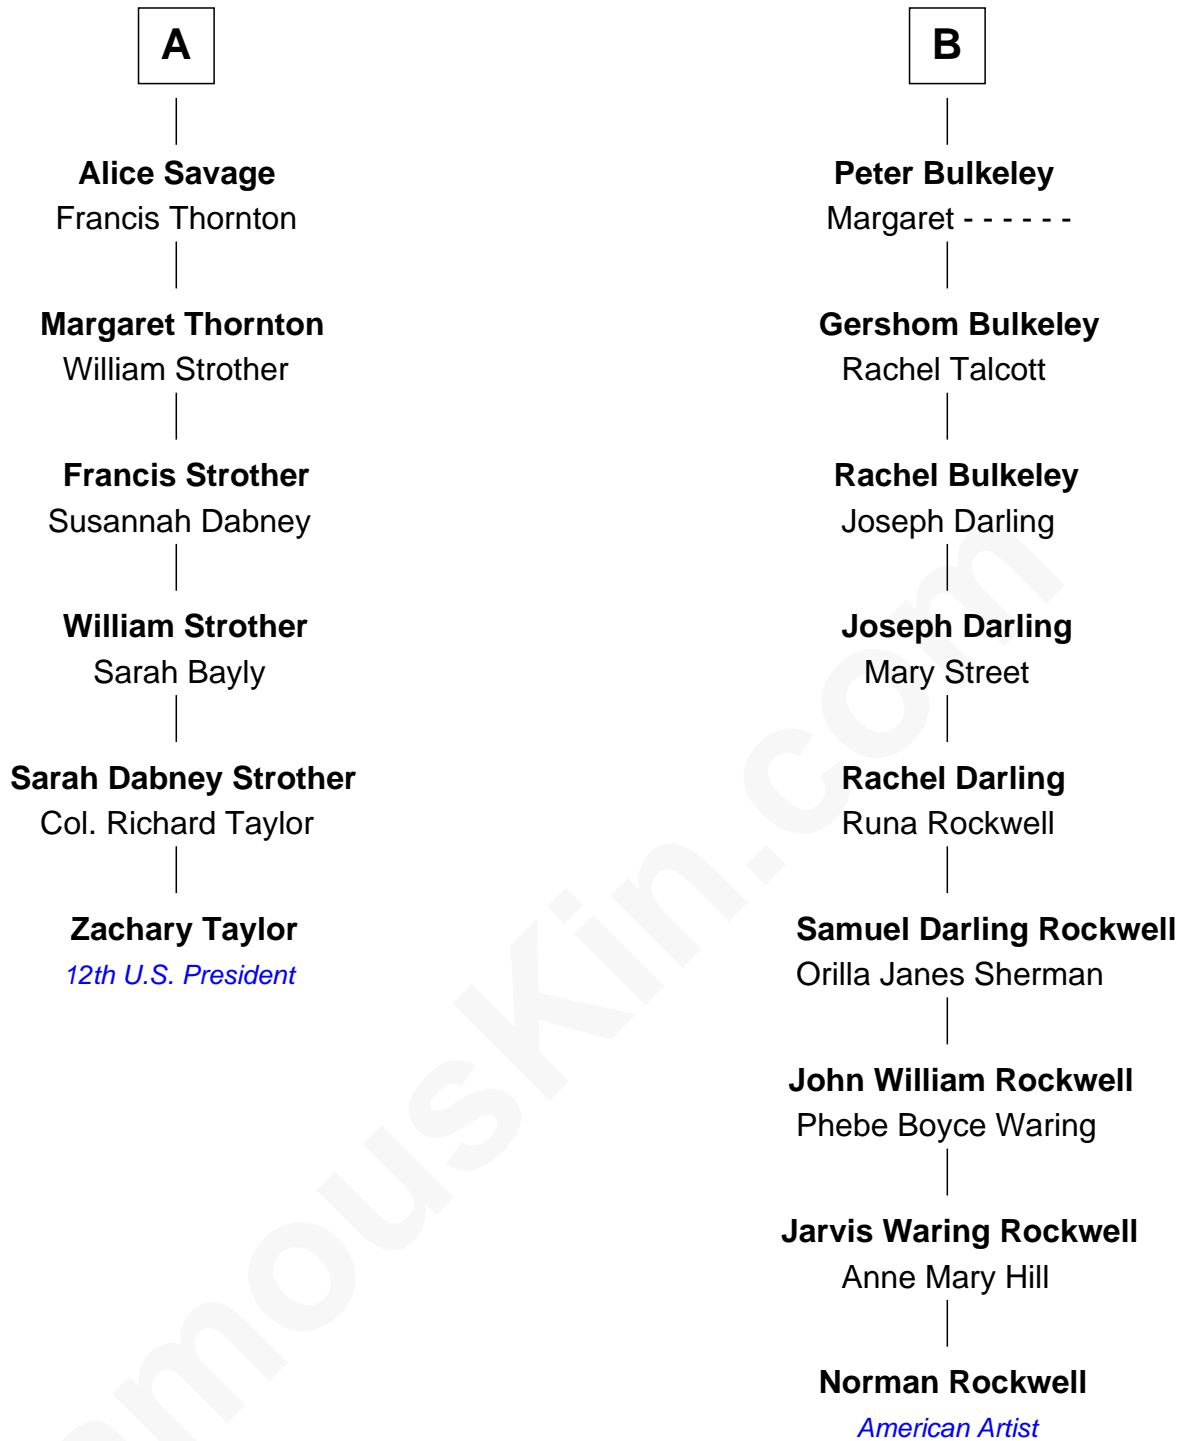 A
Alice Savage
Francis Thornton
Margaret Thornton
William Strother
Francis Strother
Susannah Dabney
William Strother
Sarah Bayly
Sarah Dabney Strother
Col. Richard Taylor
Zachary Taylor
12th U.S. President
B
Peter Bulkeley
Margaret - - - - - -
Gershom Bulkeley
Rachel Talcott
Rachel Bulkeley
Joseph Darling
Joseph Darling
Mary Street
Rachel Darling
Runa Rockwell
Samuel Darling Rockwell
Orilla Janes Sherman
John William Rockwell
Phebe Boyce Waring
Jarvis Waring Rockwell
Anne Mary Hill
Norman Rockwell
American Artist
mouskin.com